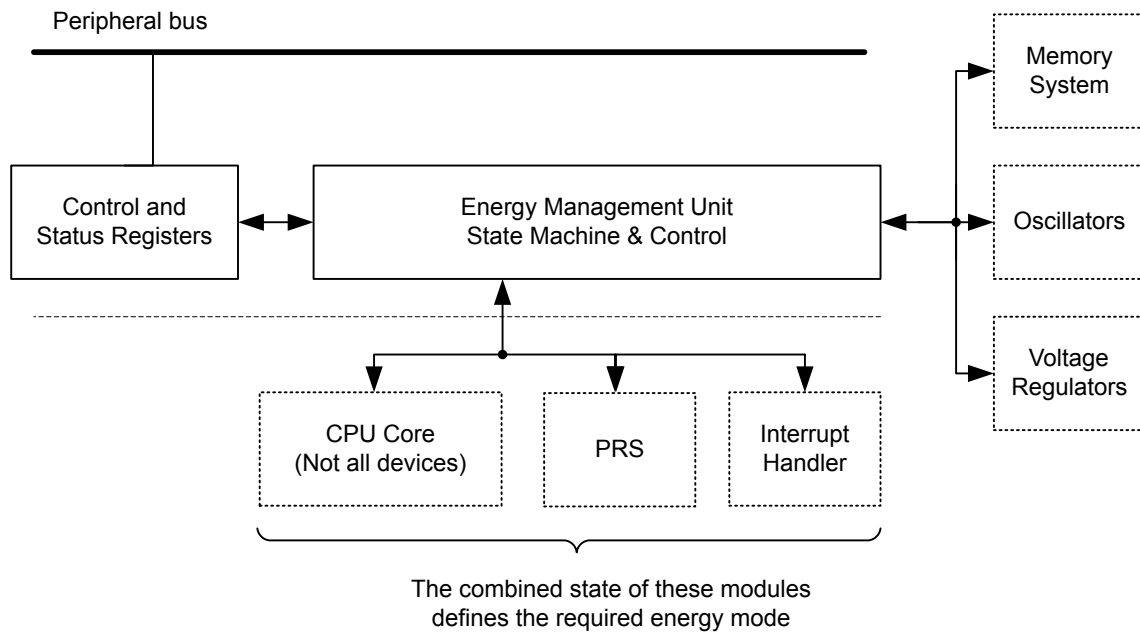 Peripheral bus
Memory
System
Control and
Status Registers
Energy Management Unit
State Machine & Control
Oscillators
Voltage
Regulators
CPU Core
(Not all devices)
PRS
Interrupt
Handler
The combined state of these modules
defines the required energy mode